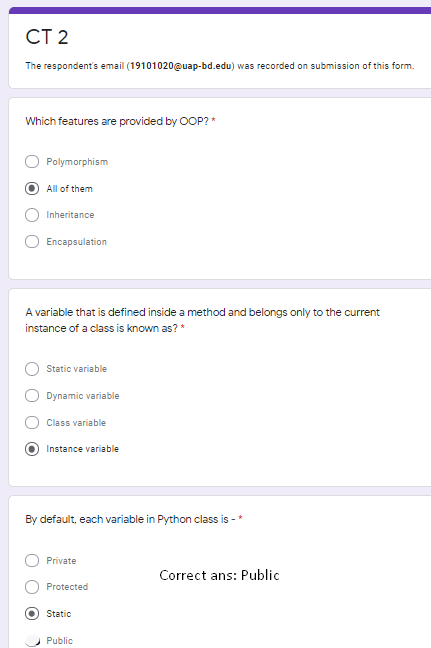 CT 2
The respondent's email (19101020@uap-bd.edu) was recorded on submission of this form.
Which features are provided by OOP? *
Polymorphism
All of them
Inheritance
Encapsulation
A variable that is defined inside a method and belongs only to the current
instance of a class is known as? *
Static variable
Dynamic variable
Class variable
Instance variable
By default, each variable in Python class is - *
Private
Correct ans: Public
Protected
Static
Public